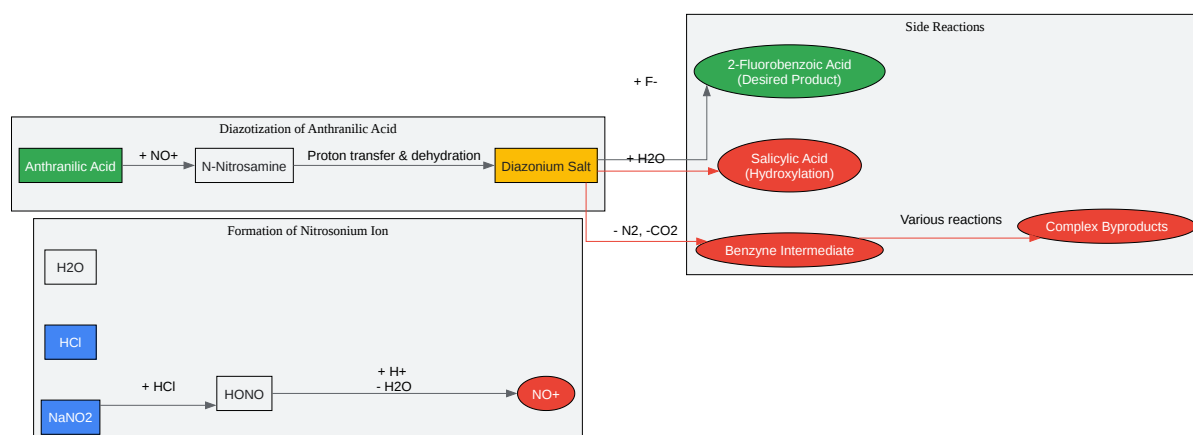 Side Reactions
2-Fluorobenzoic Acid
(Desired Product)
+ F-
Diazotization of Anthranilic Acid
Anthranilic Acid
+ NO+
N-Nitrosamine
Proton transfer & dehydration
Diazonium Salt
+ H2O
Salicylic Acid
(Hydroxylation)
- N2, -CO2
Benzyne Intermediate
Various reactions
Complex Byproducts
Formation of Nitrosonium Ion
H2O
HCl
NaNO2
+ HCl
HONO
+ H+
- H2O
NO+